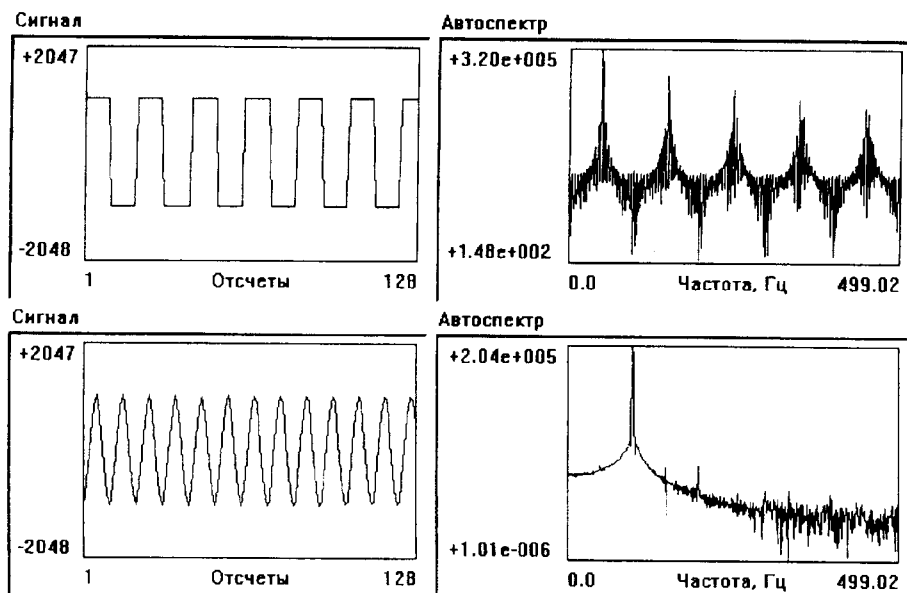 Сигнал
+2047
-2048
1 Отсчеты 128
Автоспектр
+3.20e+005
+1.48e+002
0.0 Частота, Гц 499.02
Сигнал
+2047
-2048
1 Отсчеты 128
Автоспектр
+2.04e+005
+1.01e-006
0.0 Частота, Гц 499.02